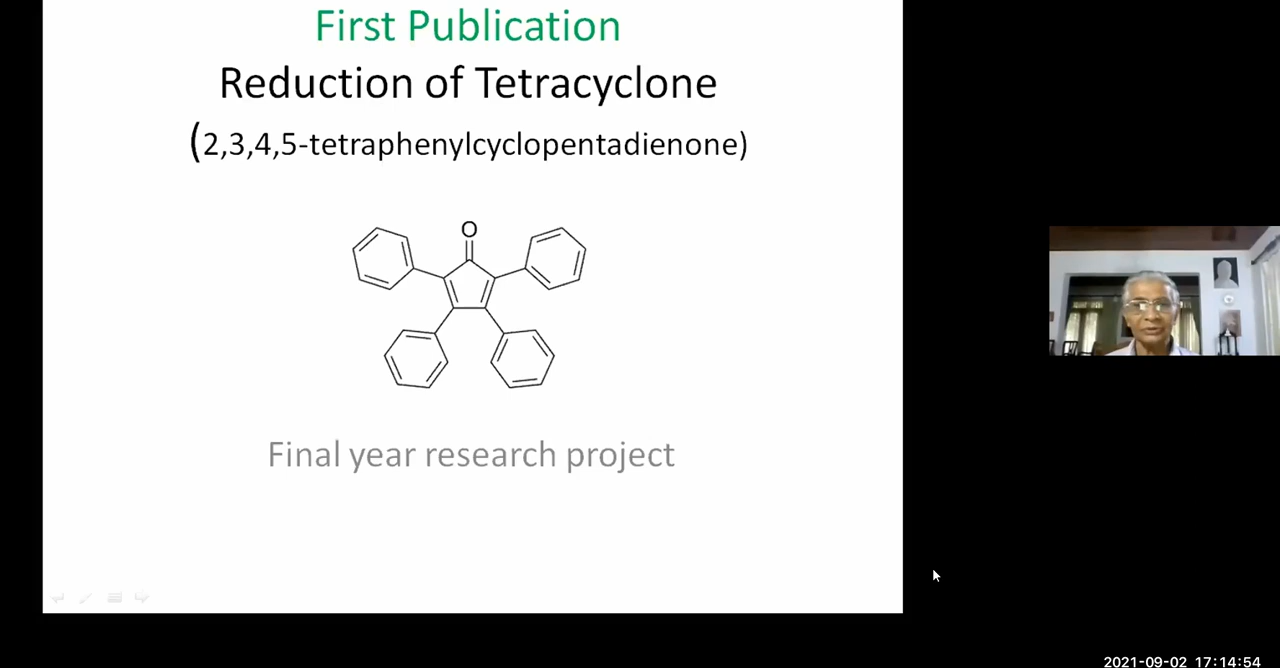 First Publication
Reduction of Tetracyclone
(2,3,4,5-tetraphenylcyclopentadienone)
O
Final year research project
2021-09-02 17:14:54